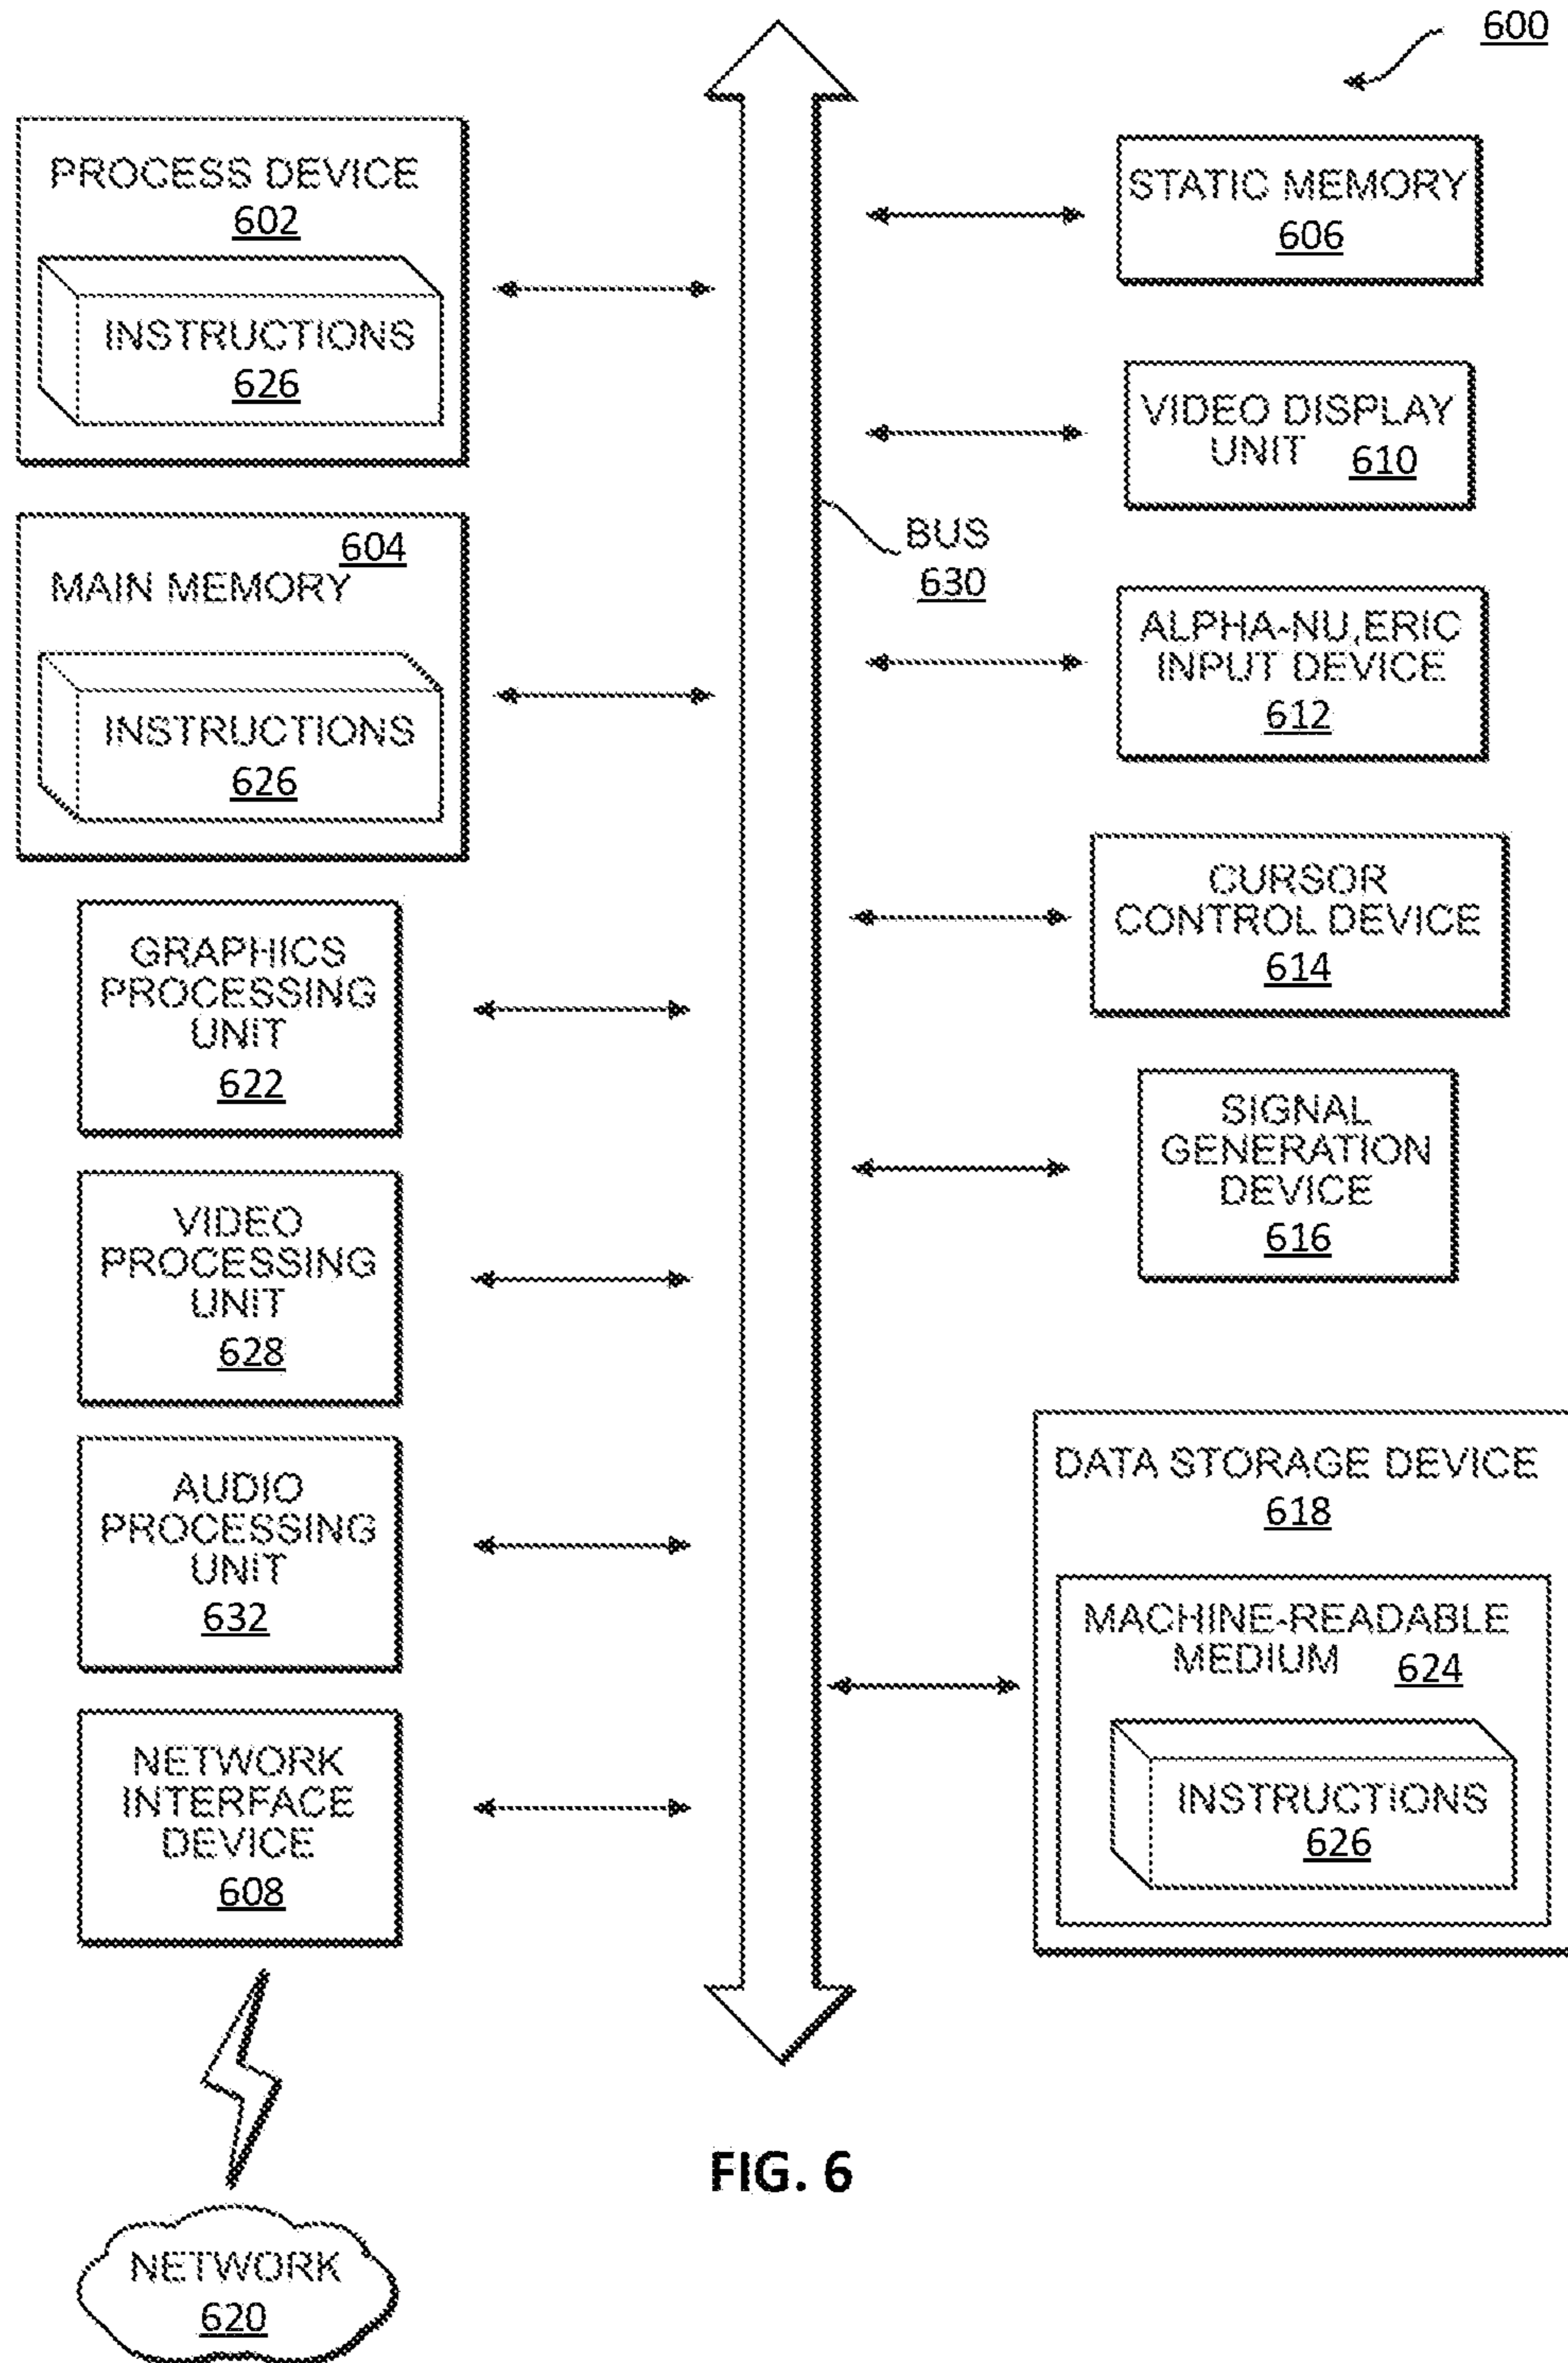 600
PROCESS DEVICE
602
INSTRUCTIONS
626
604
MAIN MEMORY
INSTRUCTIONS
626
GRAPHICS
PROCESSING
UNIT
622
VIDEO
PROCESSING
UNIT
628
AUDIO
PROCESSING
UNIT
632
NETWORK
INTERFACE
DEVICE
608
NETWORK
620
BUS
630
STATIC MEMORY
606
VIDEO DISPLAY
UNIT 610
ALPHA-NU,ERIC
INPUT DEVICE
612
CURSOR
CONTROL DEVICE
614
SIGNAL
GENERATION
DEVICE
616
DATA STORAGE DEVICE
618
MACHINE-READABLE
MEDIUM 624
INSTRUCTIONS
626
FIG. 6